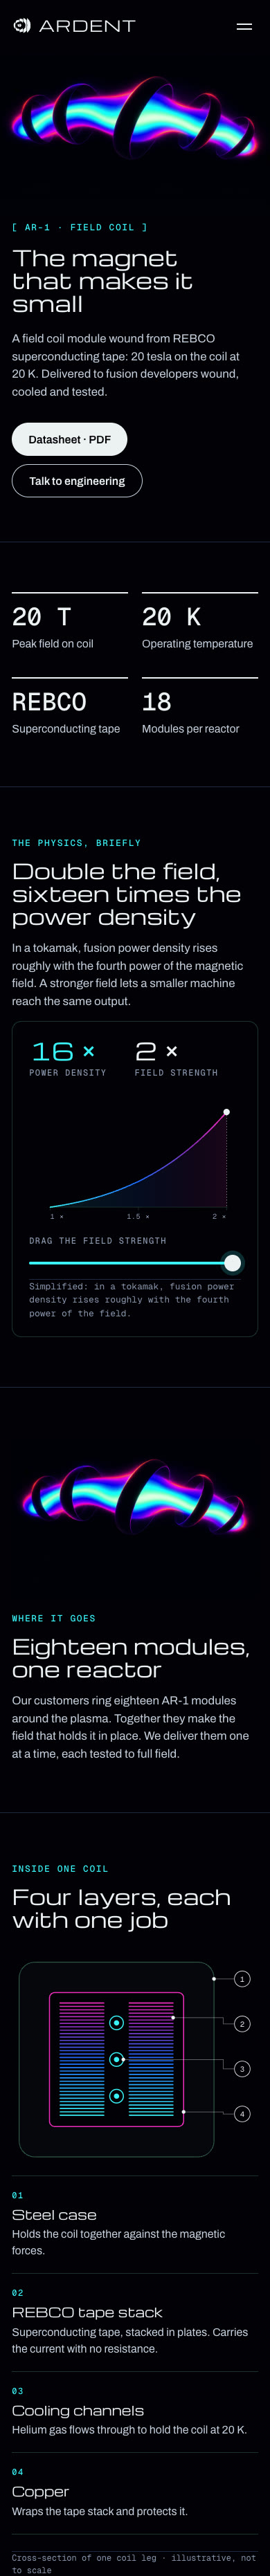 ARDENT
[ AR-1 · FIELD COIL ]
The magnet
that makes it
small
A field coil module wound from REBCO
superconducting tape: 20 tesla on the coil at
20 K. Delivered to fusion developers wound,
cooled and tested.
Datasheet · PDF
Talk to engineering
20 T
Peak field on coil
20 K
Operating temperature
REBCO
Superconducting tape
18
Modules per reactor
THE PHYSICS, BRIEFLY
Double the field,
sixteen times the
power density
In a tokamak, fusion power density rises
roughly with the fourth power of the magnetic
field. A stronger field lets a smaller machine
reach the same output.
16 ×
POWER DENSITY
2 ×
FIELD STRENGTH
1 × 1.5 × 2 ×
DRAG THE FIELD STRENGTH
Simplified: in a tokamak, fusion power
density rises roughly with the fourth
power of the field.
WHERE IT GOES
Eighteen modules,
one reactor
Our customers ring eighteen AR-1 modules
around the plasma. Together they make the
field that holds it in place. We deliver them one
at a time, each tested to full field.
INSIDE ONE COIL
Four layers, each
with one job
1
2
3
4
01
Steel case
Holds the coil together against the magnetic
forces.
02
REBCO tape stack
Superconducting tape, stacked in plates. Carries
the current with no resistance.
03
Cooling channels
Helium gas flows through to hold the coil at 20 K.
04
Copper
Wraps the tape stack and protects it.
Cross-section of one coil leg · illustrative, not
to scale